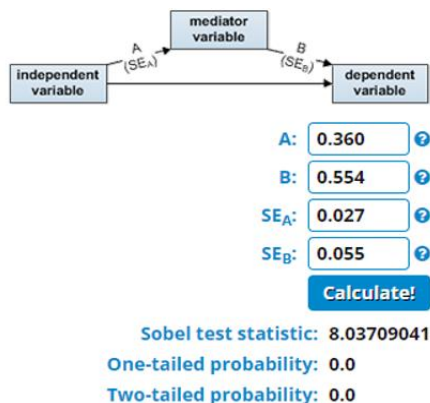 mediator
variable
A
(SEA)
B
(SEB)
independent
variable
dependent
variable
A: 0.360 ?
B: 0.554 ?
SEA: 0.027 ?
SEB: 0.055 ?
Calculate!
Sobel test statistic: 8.03709041
One-tailed probability: 0.0
Two-tailed probability: 0.0